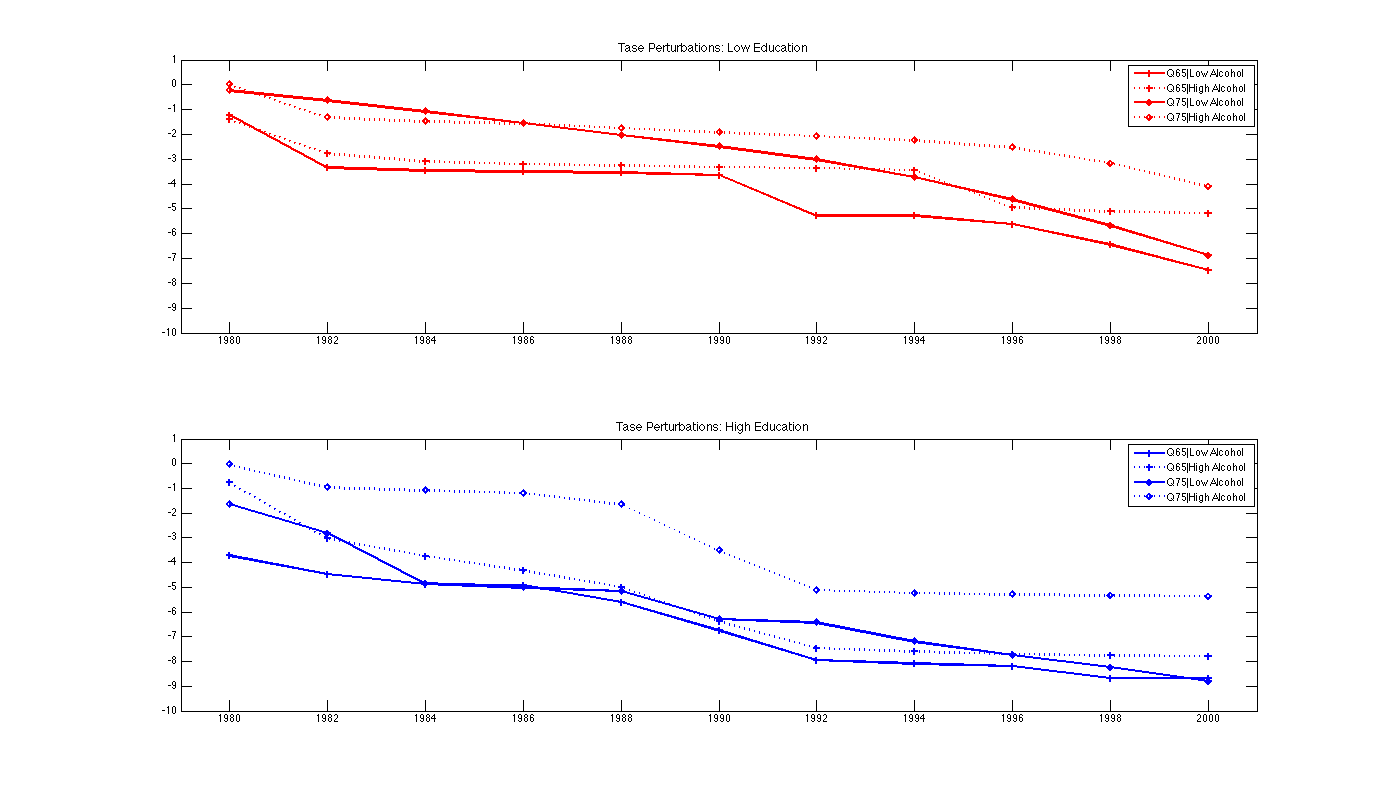 Tase Perturbations: Low Education
1
0
-1
-2
-3
-4
-5
-6
-7
-8
-9
-10
1980 1982 1984 1986 1988 1990 1992 1994 1996 1998 2000
Q65|Low Alcohol
Q65|High Alcohol
Q75|Low Alcohol
Q75|High Alcohol
Tase Perturbations: High Education
1
0
-1
-2
-3
-4
-5
-6
-7
-8
-9
-10
1980 1982 1984 1986 1988 1990 1992 1994 1996 1998 2000
Q65|Low Alcohol
Q65|High Alcohol
Q75|Low Alcohol
Q75|High Alcohol